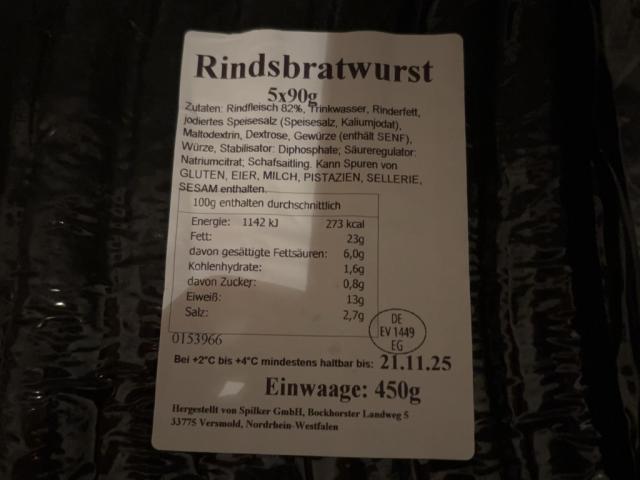 Rindsbratwurst
5x90g
Zutaten: Rindfleisch 82%, Trinkwasser, Rinderfett,
jodiertes Speisesalz (Speisesalz, Kaliumjodat),
Maltodextrin, Dextrose, Gewürze (enthält SENF),
Würze, Stabilisator: Diphosphate; Säureregulator:
Natriumcitrat; Schafsaitling. Kann Spuren von
GLUTEN, EIER, MILCH, PISTAZIEN, SELLERIE,
SESAM enthalten.
100g enthalten durchschnittlich
Energie: 1142 kJ 273 kcal
Fett: 23g
davon gesättigte Fettsäuren: 6,0g
Kohlenhydrate: 1,6g
davon Zucker: 0,8g
Eiweiß: 13g
Salz: 2,7g
DE
EV 1449
EG
0153966
Bei +2°C bis +4°C mindestens haltbar bis: 21.11.25
Einwaage: 450g
Hergestellt von Spilker GmbH, Bockhorster Landweg 5
33775 Versmold, Nordrhein-Westfalen